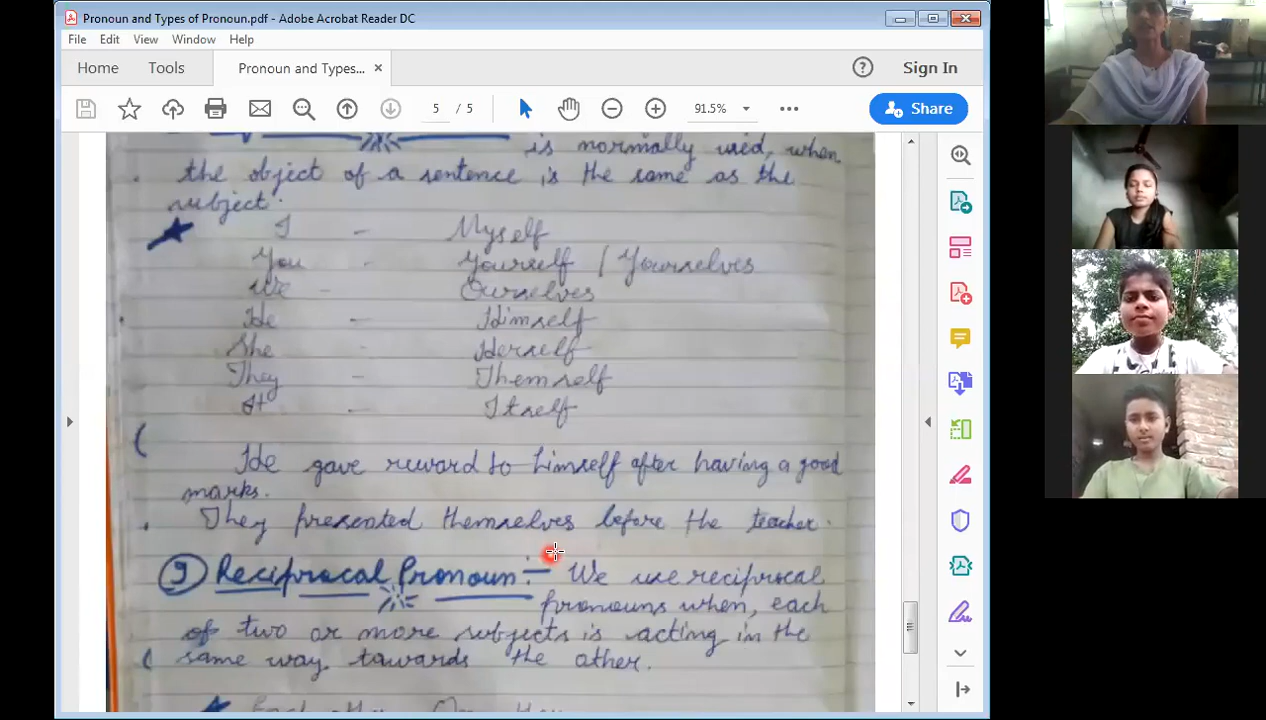 Pronoun and Types of Pronoun.pdf - Adobe Acrobat Reader DC
File Edit View Window Help
Home Tools Pronoun and Types... × Sign In
5 / 5 91.5% Share
is normally used, when
the object of a sentence is the same as the
subject.
I - Myself
You - Yourself / Yourselves
We - Ourselves
He - Himself
She - Herself
They - Themself
It - Itself
He gave reward to himself after having a good
marks.
They presented themselves before the teacher.
9 Reciprocal Pronoun :- We use reciprocal
pronouns when, each
of two or more subjects is acting in the
same way towards the other.
Each other